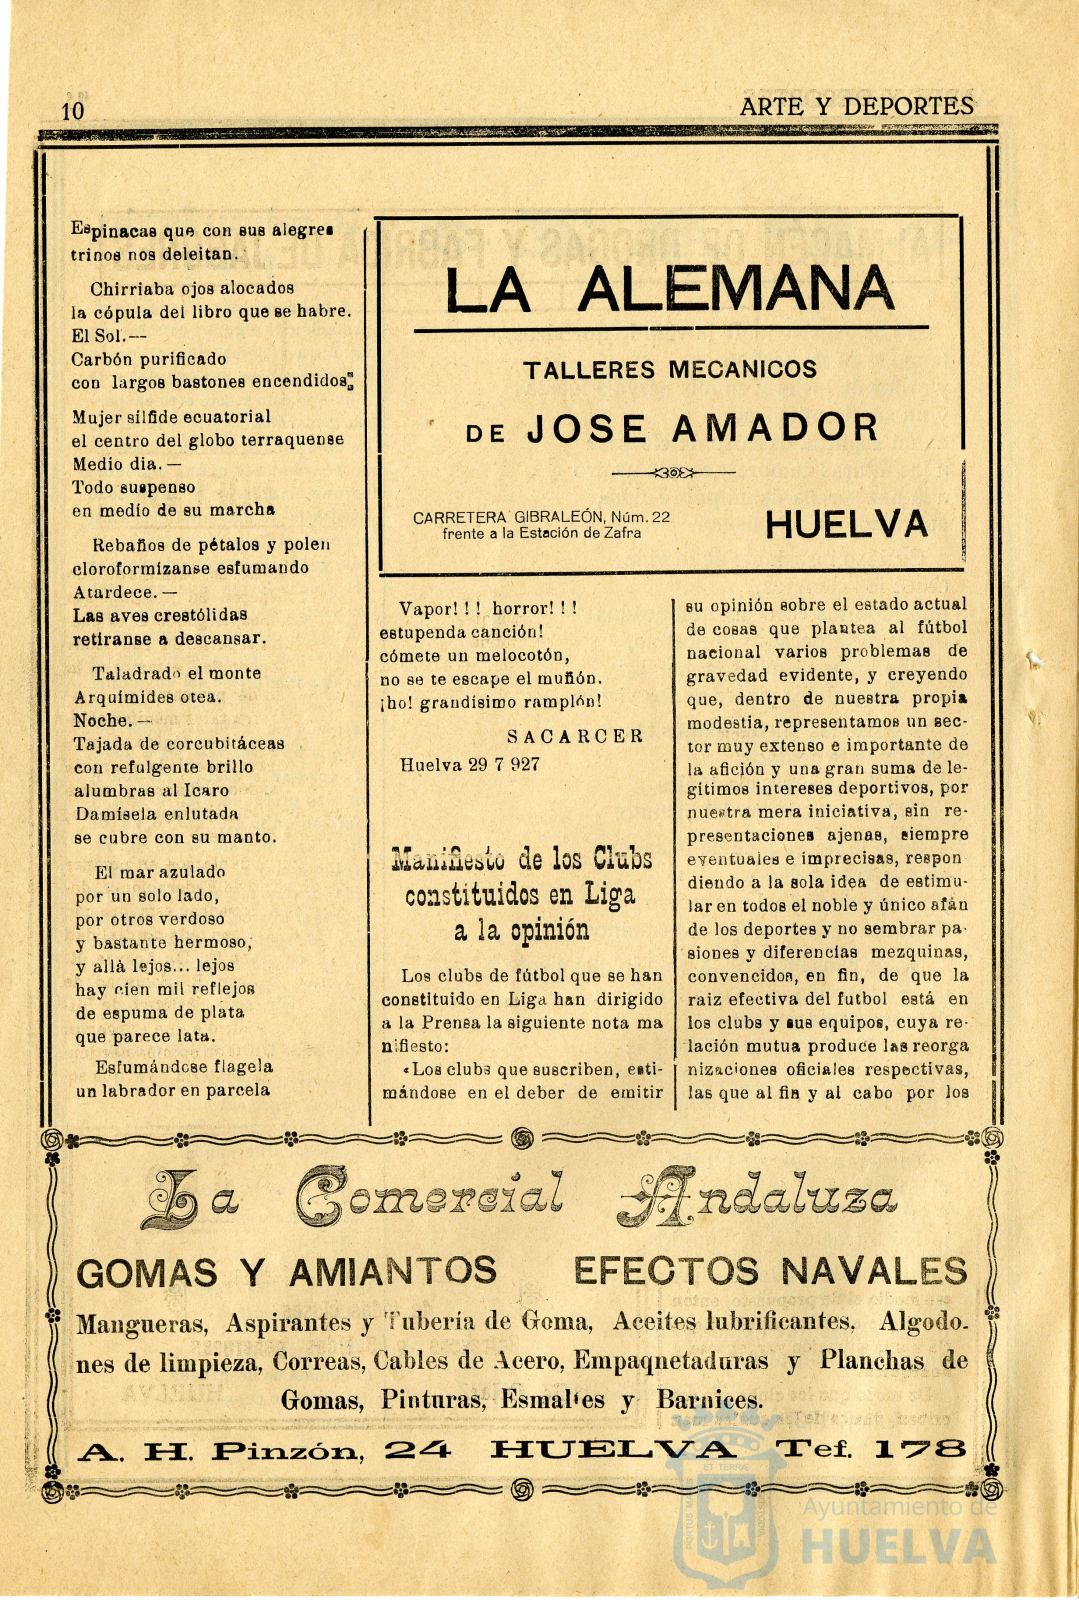 10
ARTE Y DEPORTES
Espinacas que con sus alegres
trinos nos deleitan.
Chirriaba ojos alocados
la cópula del libro que se habre.
El Sol.—
Carbón purificado
con largos bastones encendidos
Mujer silfide ecuatorial
el centro del globo terraquense
Medio dia.—
Todo suspenso
en medio de su marcha
Rebaños de pétalos y polen
cloroformizanse esfumando
Atardece.—
Las aves crestólidas
retiranse a descansar.
Taladrado el monte
Arquimides otea.
Noche.—
Tajada de corcubitáceas
con refulgente brillo
alumbras al Icaro
Damisela enlutada
se cubre con su manto.
El mar azulado
por un solo lado,
por otros verdoso
y bastante hermoso,
y allà lejos... lejos
hay cien mil reflejos
de espuma de plata
que parece lata.
Esfumándose flagela
un labrador en parcela
LA ALEMANA
TALLERES MECANICOS
DE JOSE AMADOR
CARRETERA GIBRALEÓN, Núm. 22
frente a la Estación de Zafra
HUELVA
Vapor! ! ! horror! ! !
estupenda canción!
cómete un melocotón,
no se te escape el muñón.
¡ho! grandísimo ramplón!
SACARCER
Huelva 29 7 927
Manifiesto de los Clubs
constituidos en Liga
a la opinión
Los clubs de fútbol que se han
constituido en Liga han dirigido
a la Prensa la siguiente nota ma
nifiesto:
«Los clubs que suscriben, esti-
mándose en el deber de emitir
su opinión sobre el estado actual
de cosas que plantea al fútbol
nacional varios problemas de
gravedad evidente, y creyendo
que, dentro de nuestra propia
modestia, representamos un sec-
tor muy extenso e importante de
la afición y una gran suma de le-
gitimos intereses deportivos, por
nuestra mera iniciativa, sin re-
presentaciones ajenas, siempre
eventuales e imprecisas, respon
diendo a la sola idea de estimu-
lar en todos el noble y único afán
de los deportes y no sembrar pa-
siones y diferencias mezquinas,
convencidos, en fin, de que la
raiz efectiva del futbol está en
los clubs y sus equipos, cuya re-
lación mutua produce las reorga
nizaciones oficiales respectivas,
las que al fin y al cabo por los
La Comercial Andaluza
GOMAS Y AMIANTOS EFECTOS NAVALES
Mangueras, Aspirantes y Tubería de Goma, Aceites lubrificantes. Algodo-
nes de limpieza, Correas, Cables de Acero, Empaquetaduras y Planchas de
Gomas, Pinturas, Esmaltes y Barnices.
A. H. Pinzón, 24 HUELVA Tef. 178
Ayuntamiento de
HUELVA